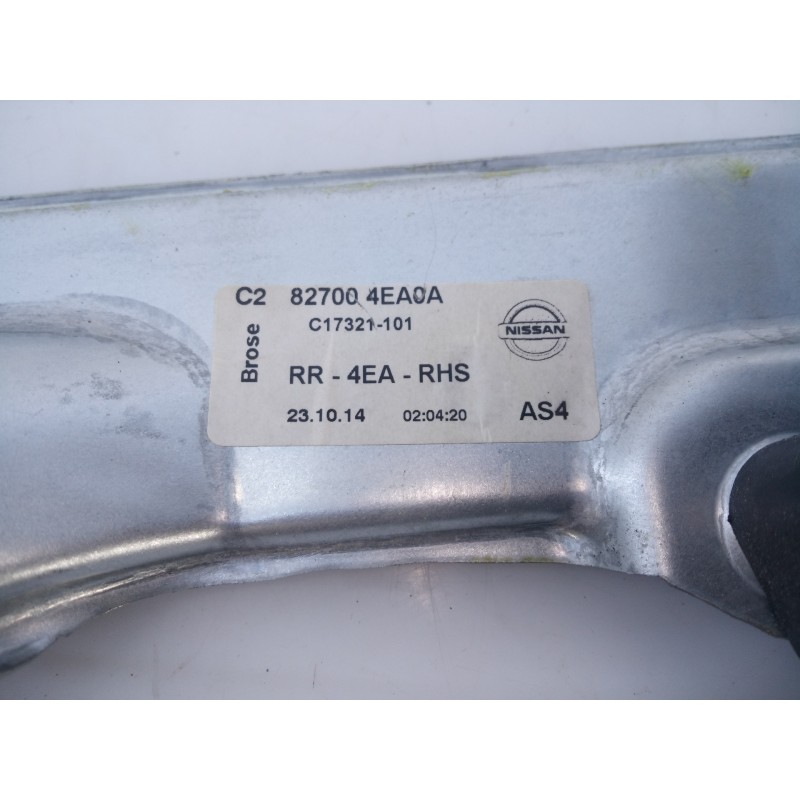 C2 82700 4EA0A
C17321-101
Brose
NISSAN
RR - 4EA - RHS
23.10.14 02:04:20 AS4